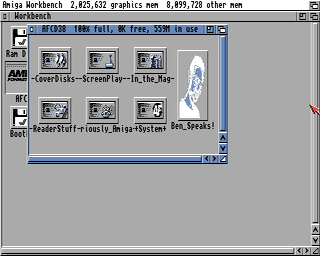 Amiga Workbench 2,025,632 graphics mem 8,099,728 other mem
Workbench
AFCD38 100% full, 0K free, 559M in use
Ram D
-CoverDisks-
--ScreenPlay--
-In_the_Mag-
AFC
Boot
-ReaderStuff-
-riously_Amiga-
-+System+-
Ben_Speaks!